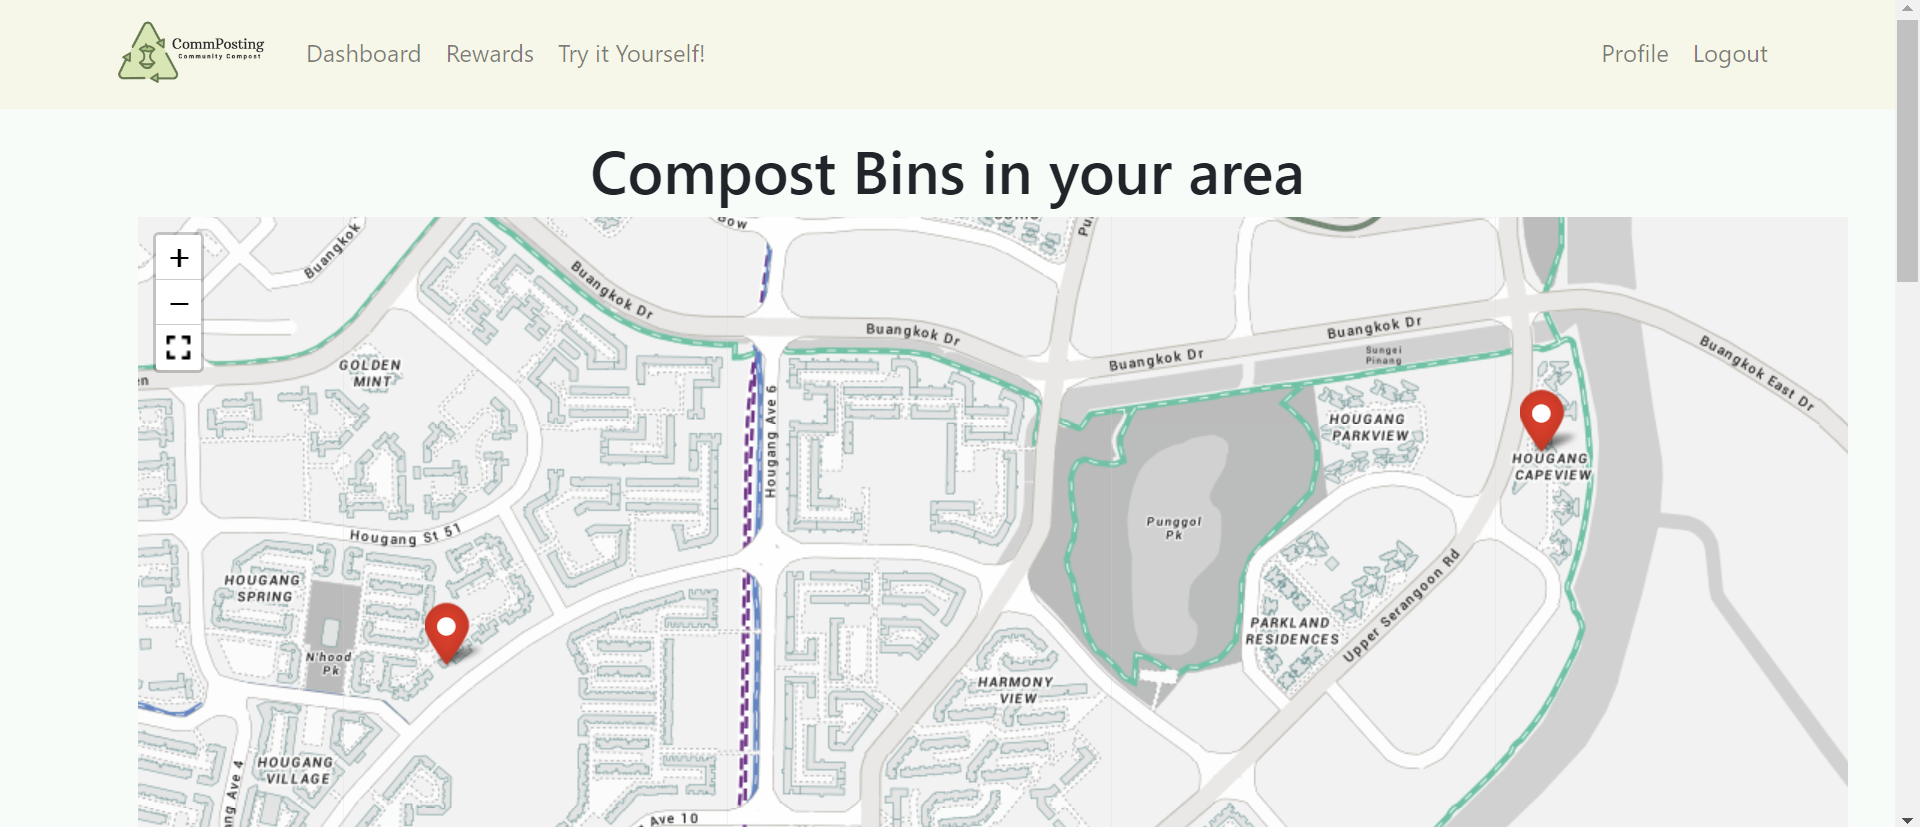 CommPosting
Community Compost
Dashboard
Rewards
Try it Yourself!
Profile
Logout
Compost Bins in your area
+
−
Buangkok
Buangkok Dr
Buangkok Dr
Buangkok Dr
Buangkok Dr
Sungei
Pinang
Buangkok East Dr
GOLDEN
MINT
Hougang Ave 6
HOUGANG
PARKVIEW
HOUGANG
CAPEVIEW
Punggol
Pk
Hougang St 51
HOUGANG
SPRING
N'hood
Pk
PARKLAND
RESIDENCES
Upper Serangoon Rd
HARMONY
VIEW
HOUGANG
VILLAGE
ng Ave 4
Ave 10